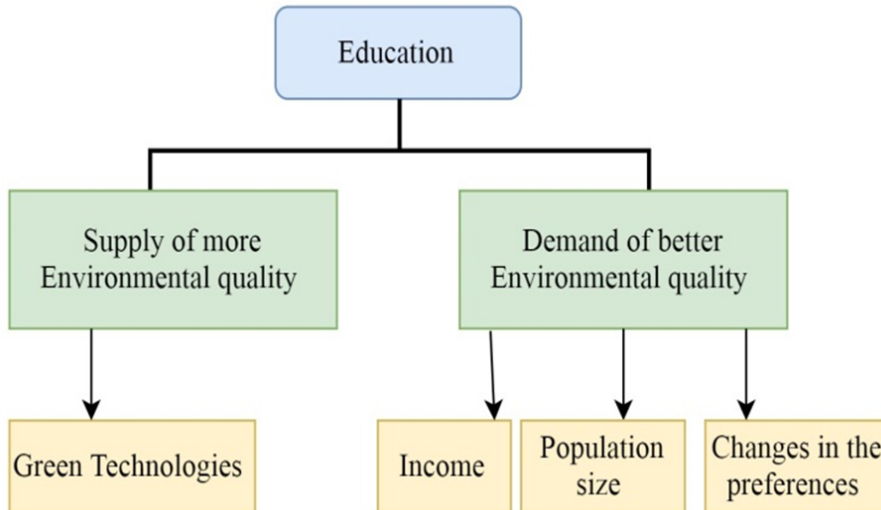 Education
Supply of more
Environmental quality
Demand of better
Environmental quality
Green Technologies
Income
Population
size
Changes in the
preferences